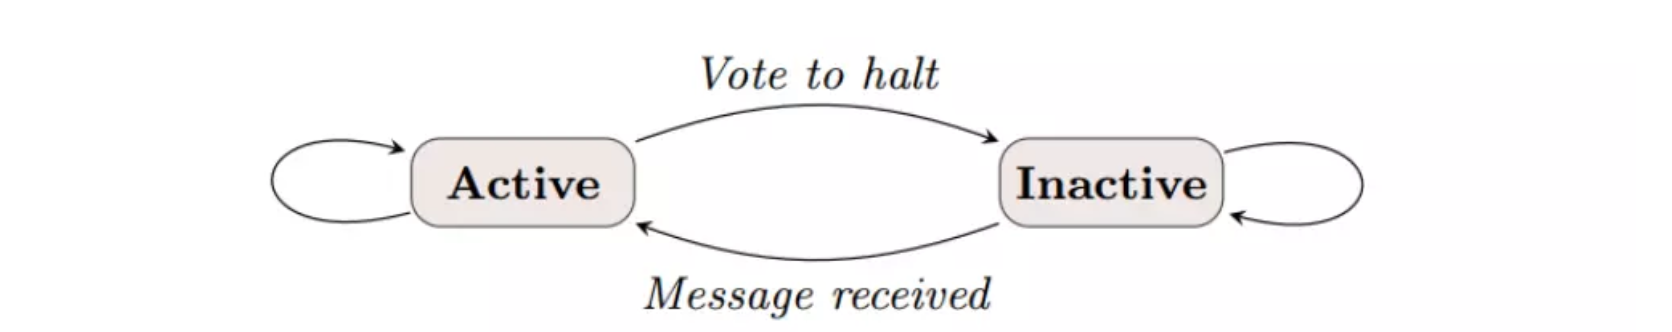 Vote to halt
Active
Inactive
Message received